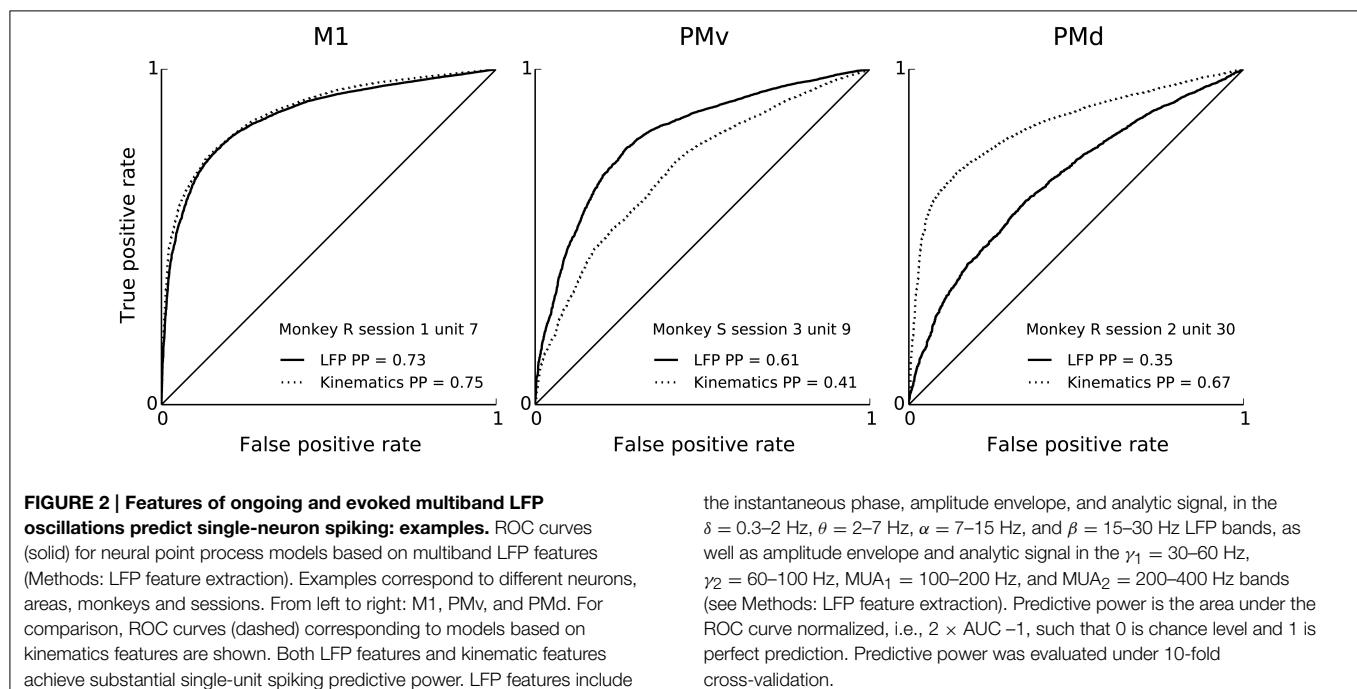 M1
PMv
PMd
1
0
0
1
True positive rate
False positive rate
Monkey R session 1 unit 7
LFP PP = 0.73
Kinematics PP = 0.75
1
0
0
1
False positive rate
Monkey S session 3 unit 9
LFP PP = 0.61
Kinematics PP = 0.41
1
0
0
1
False positive rate
Monkey R session 2 unit 30
LFP PP = 0.35
Kinematics PP = 0.67
FIGURE 2 | Features of ongoing and evoked multiband LFP
oscillations predict single-neuron spiking: examples. ROC curves
(solid) for neural point process models based on multiband LFP features
(Methods: LFP feature extraction). Examples correspond to different neurons,
areas, monkeys and sessions. From left to right: M1, PMv, and PMd. For
comparison, ROC curves (dashed) corresponding to models based on
kinematics features are shown. Both LFP features and kinematic features
achieve substantial single-unit spiking predictive power. LFP features include
the instantaneous phase, amplitude envelope, and analytic signal, in the
δ = 0.3–2 Hz, θ = 2–7 Hz, α = 7–15 Hz, and β = 15–30 Hz LFP bands, as
well as amplitude envelope and analytic signal in the γ₁ = 30–60 Hz,
γ₂ = 60–100 Hz, MUA₁ = 100–200 Hz, and MUA₂ = 200–400 Hz bands
(see Methods: LFP feature extraction). Predictive power is the area under the
ROC curve normalized, i.e., 2 × AUC –1, such that 0 is chance level and 1 is
perfect prediction. Predictive power was evaluated under 10-fold
cross-validation.